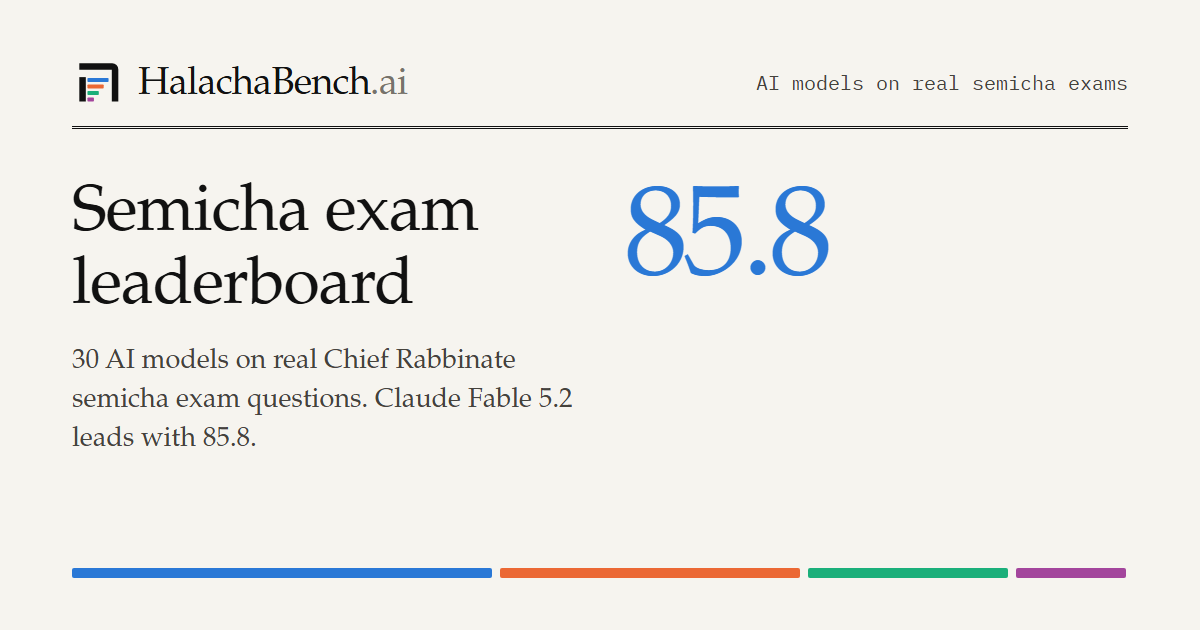 HalachaBench.ai
AI models on real semicha exams
Semicha exam
leaderboard
85.8
30 AI models on real Chief Rabbinate
semicha exam questions. Claude Fable 5.2
leads with 85.8.